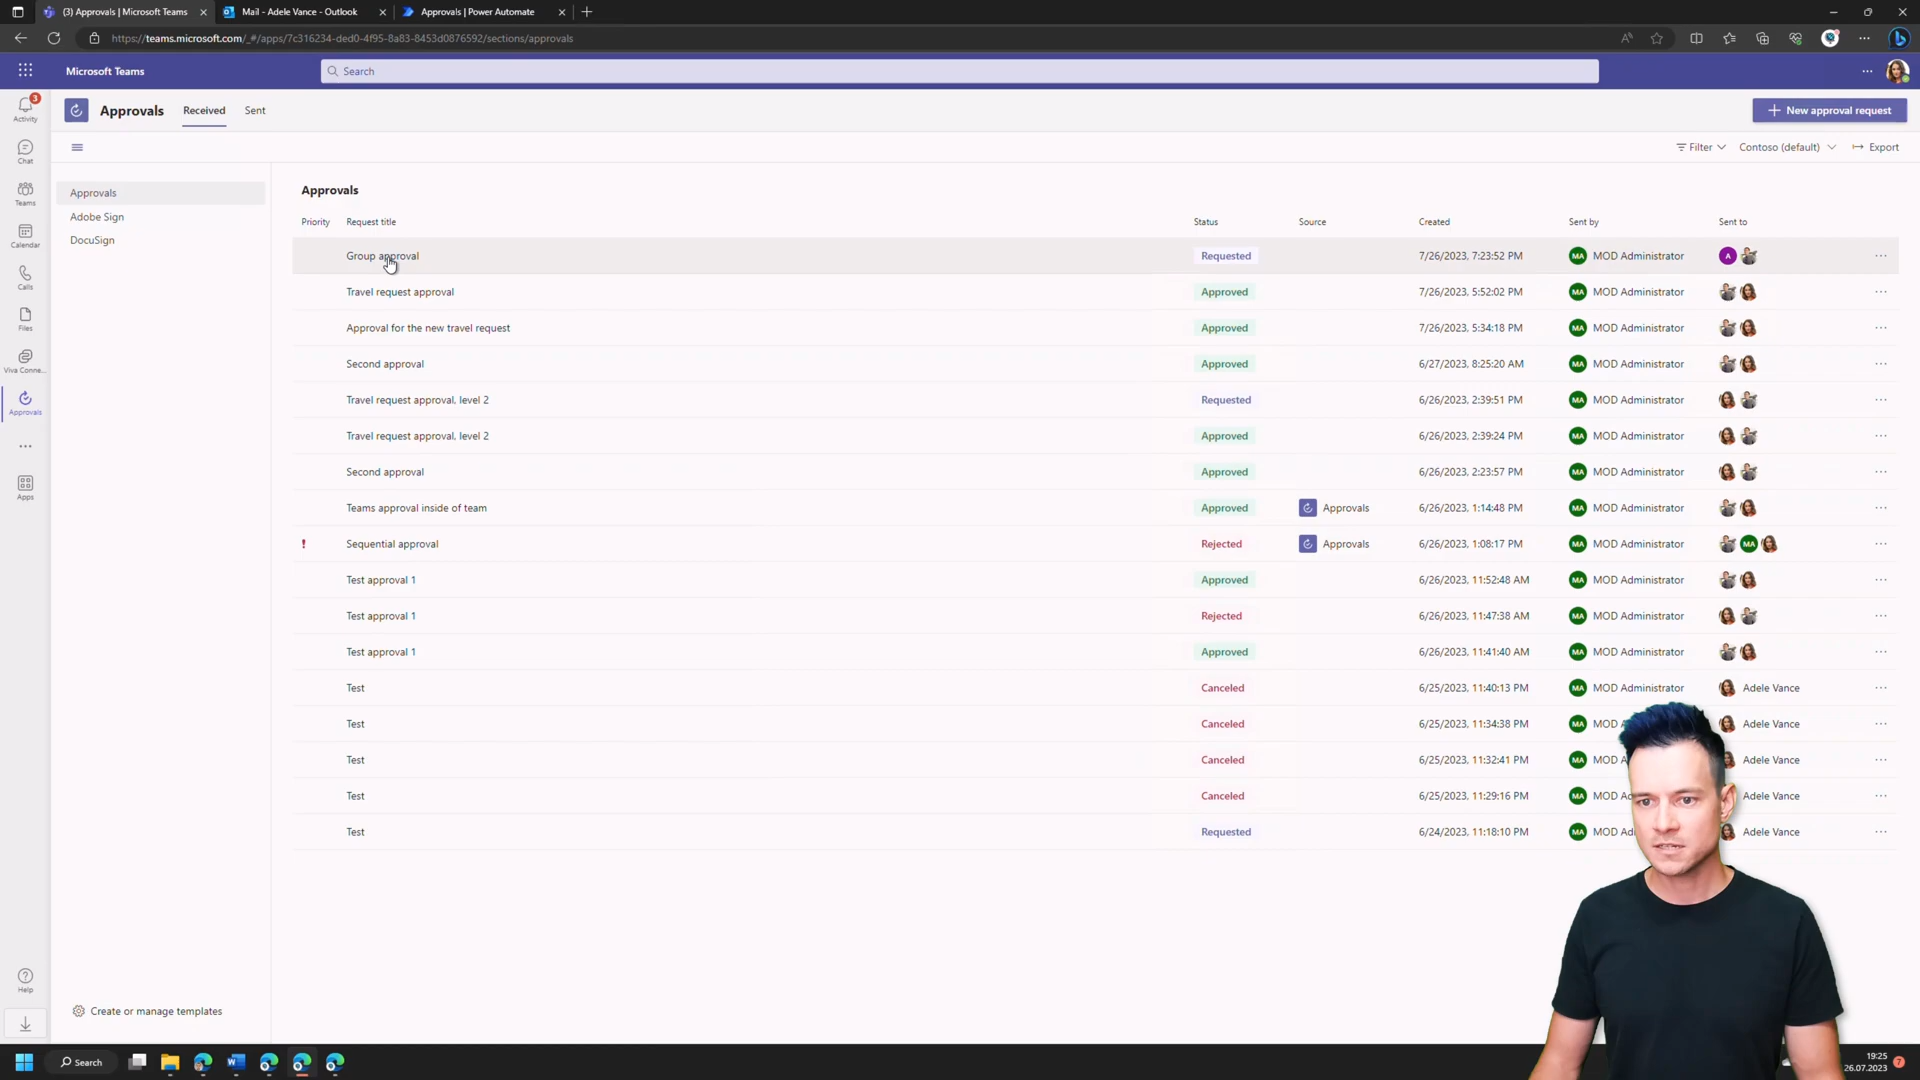 (3) Approvals | Microsoft Teams
Mail - Adele Vance - Outlook
Approvals | Power Automate
https://teams.microsoft.com/_#/apps/7c316234-ded0-4f95-8a83-8453d0876592/sections/approvals
Microsoft Teams
Search
3
Activity
Chat
Teams
Calendar
Calls
Files
Viva Conne...
Approvals
Apps
Help
Approvals
Received
Sent
+ New approval request
Filter
Contoso (default)
Export
Approvals
Adobe Sign
DocuSign
Create or manage templates
Approvals
Priority Request title Status Source Created Sent by Sent to
Group approval Requested 7/26/2023, 7:23:52 PM MA MOD Administrator A
Travel request approval Approved 7/26/2023, 5:52:02 PM MA MOD Administrator
Approval for the new travel request Approved 7/26/2023, 5:34:18 PM MA MOD Administrator
Second approval Approved 6/27/2023, 8:25:20 AM MA MOD Administrator
Travel request approval, level 2 Requested 6/26/2023, 2:39:51 PM MA MOD Administrator
Travel request approval, level 2 Approved 6/26/2023, 2:39:24 PM MA MOD Administrator
Second approval Approved 6/26/2023, 2:23:57 PM MA MOD Administrator
Teams approval inside of team Approved Approvals 6/26/2023, 1:14:48 PM MA MOD Administrator
! Sequential approval Rejected Approvals 6/26/2023, 1:08:17 PM MA MOD Administrator MA
Test approval 1 Approved 6/26/2023, 11:52:48 AM MA MOD Administrator
Test approval 1 Rejected 6/26/2023, 11:47:38 AM MA MOD Administrator
Test approval 1 Approved 6/26/2023, 11:41:40 AM MA MOD Administrator
Test Canceled 6/25/2023, 11:40:13 PM MA MOD Administrator Adele Vance
Test Canceled 6/25/2023, 11:34:38 PM MA MOD A Adele Vance
Test Canceled 6/25/2023, 11:32:41 PM MA MOD A Adele Vance
Test Canceled 6/25/2023, 11:29:16 PM MA MOD Ad Adele Vance
Test Requested 6/24/2023, 11:18:10 PM MA MOD Adele Vance
Search
19:25
26.07.2023
7